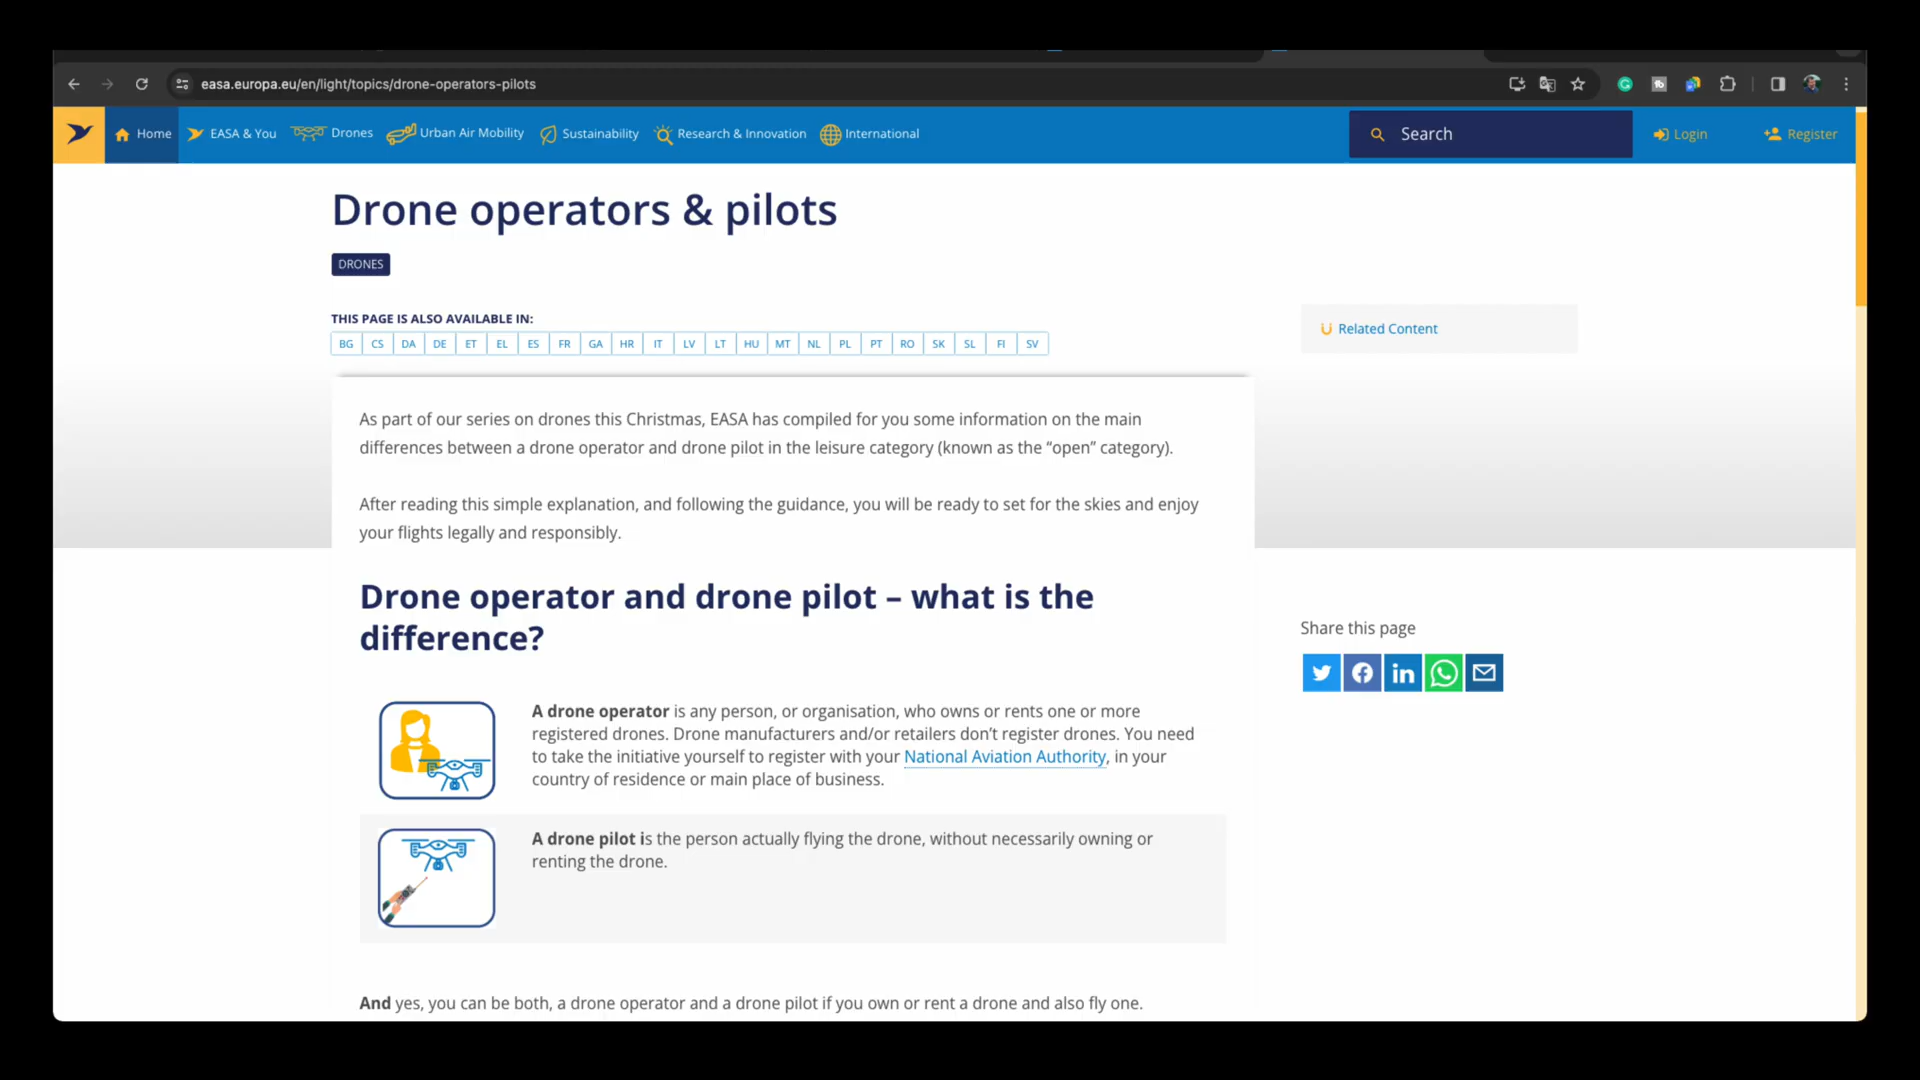 easa.europa.eu/en/light/topics/drone-operators-pilots
Home
EASA & You
Drones
Urban Air Mobility
Sustainability
Research & Innovation
International
Search
Login
Register
Drone operators & pilots
DRONES
THIS PAGE IS ALSO AVAILABLE IN:
BG CS DA DE ET EL ES FR GA HR IT LV LT HU MT NL PL PT RO SK SL FI SV
Related Content
As part of our series on drones this Christmas, EASA has compiled for you some information on the main
differences between a drone operator and drone pilot in the leisure category (known as the “open” category).
After reading this simple explanation, and following the guidance, you will be ready to set for the skies and enjoy
your flights legally and responsibly.
Drone operator and drone pilot – what is the
difference?
Share this page
A drone operator is any person, or organisation, who owns or rents one or more
registered drones. Drone manufacturers and/or retailers don’t register drones. You need
to take the initiative yourself to register with your National Aviation Authority, in your
country of residence or main place of business.
A drone pilot is the person actually flying the drone, without necessarily owning or
renting the drone.
And yes, you can be both, a drone operator and a drone pilot if you own or rent a drone and also fly one.